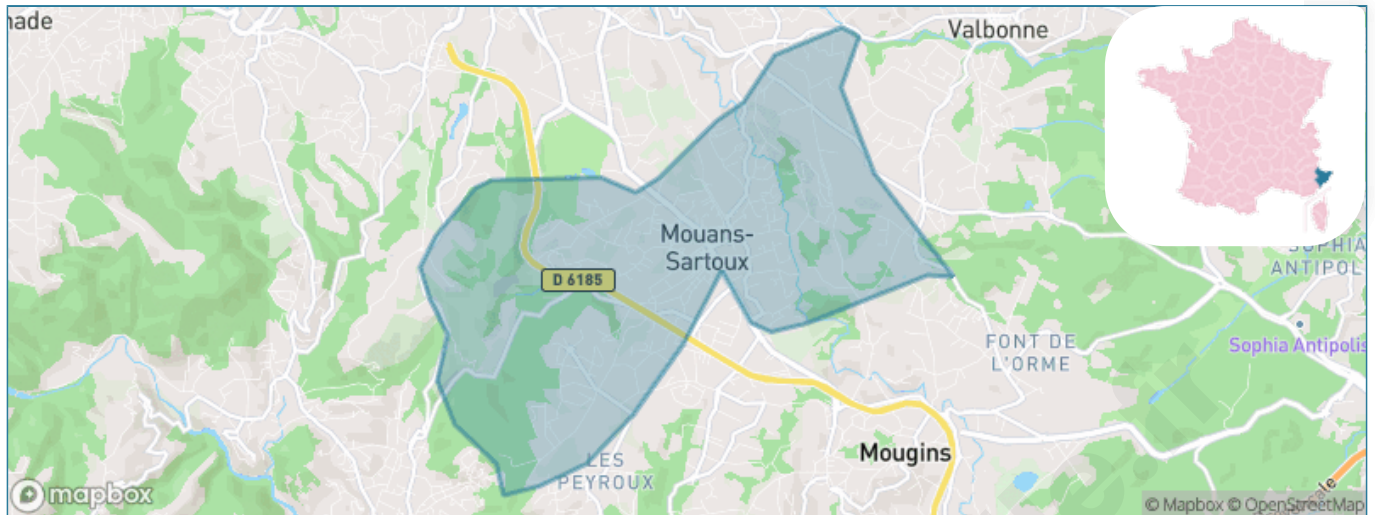 nade
Valbonne
Mouans-
Sartoux
D 6185
SOPHIA
ANTIPOL
FONT DE
L'ORME
Sophia Antipolis
Mougins
LES
PEYROUX
mapbox
© Mapbox © OpenStreetMap